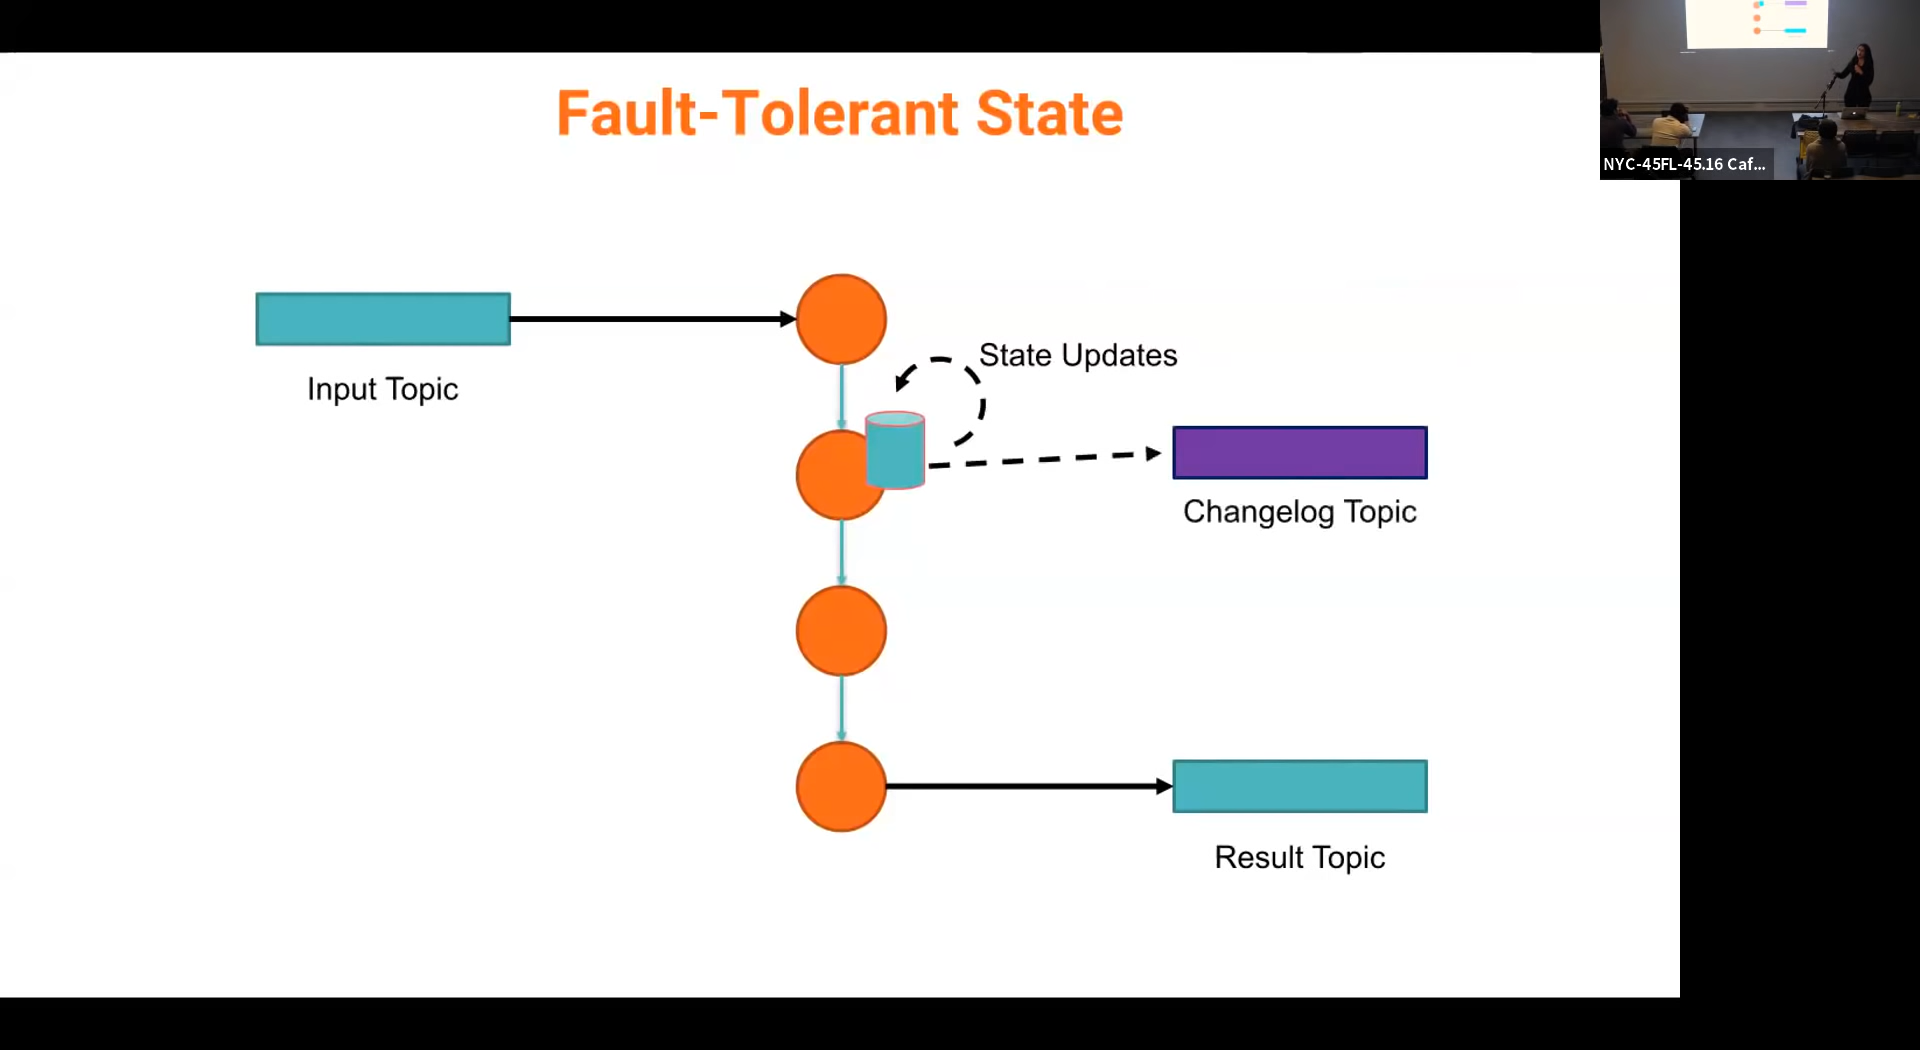 Fault-Tolerant State
NYC-45FL-45.16 Caf...
State Updates
Input Topic
Changelog Topic
Result Topic